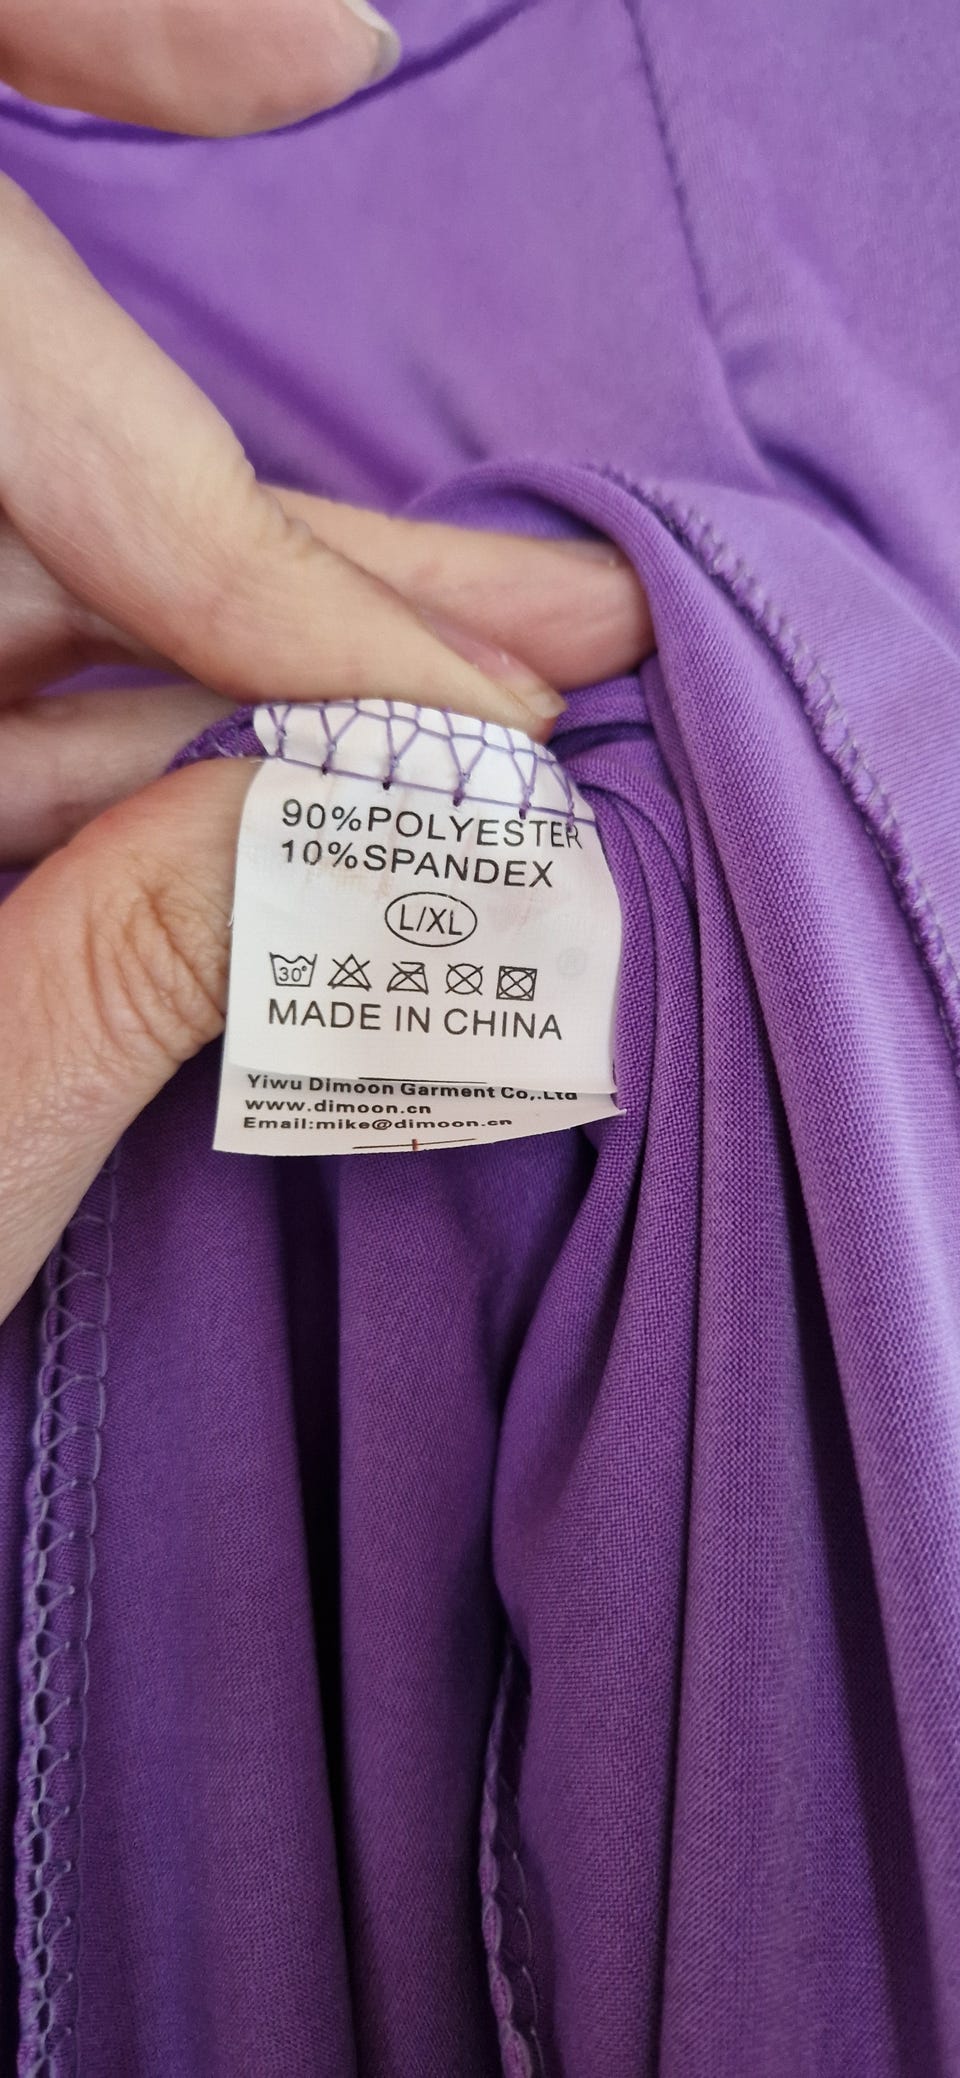 90%POLYESTER
10%SPANDEX
L/XL
30°
MADE IN CHINA
Yiwu Dimoon Garment Co,.Ltd
www.dimoon.cn
Email:mike@dimoon.cn